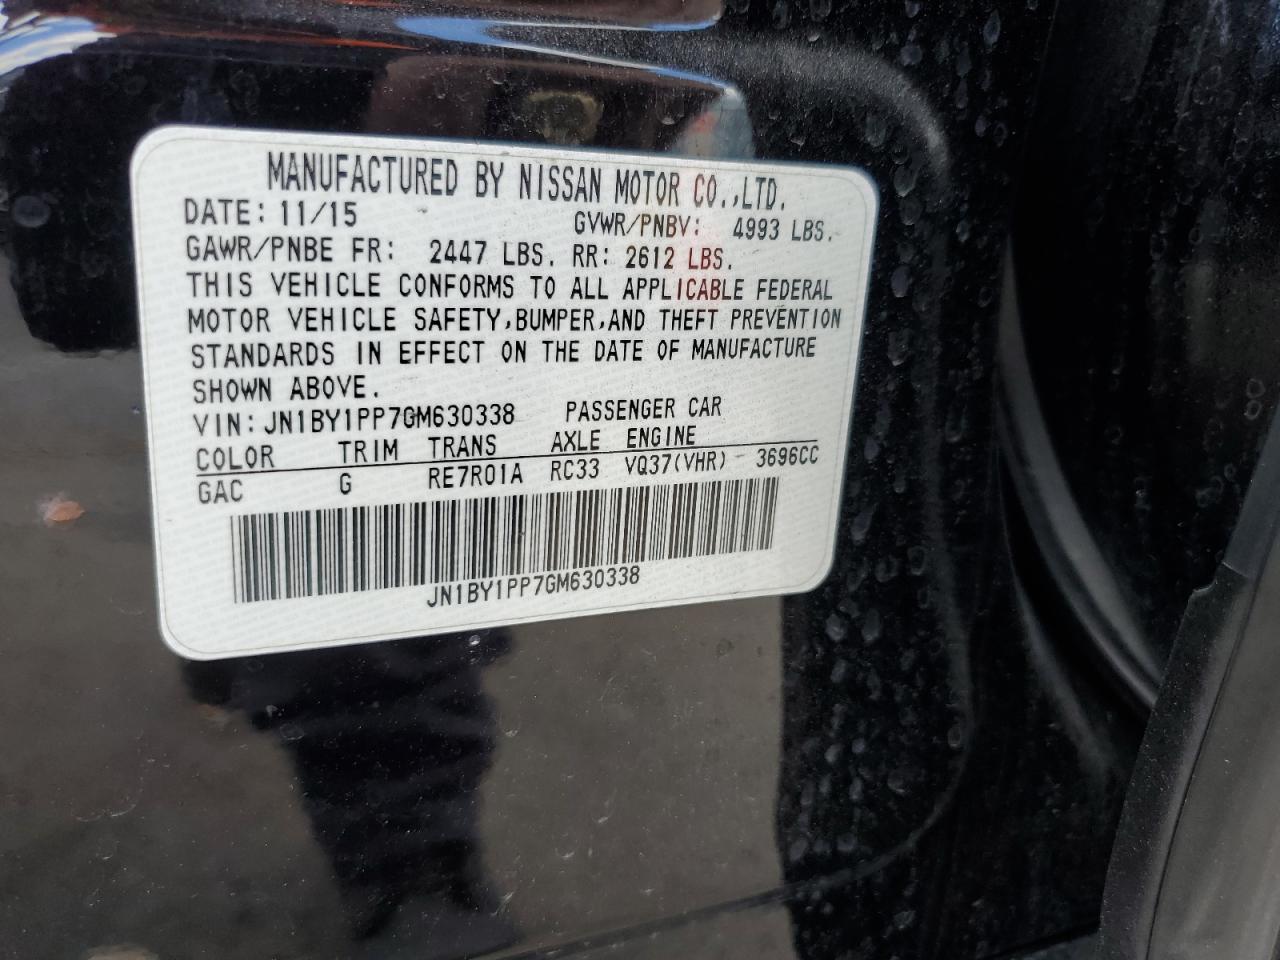 MANUFACTURED BY NISSAN MOTOR CO.,LTD.
DATE: 11/15 GVWR/PNBV: 4993 LBS.
GAWR/PNBE FR: 2447 LBS. RR: 2612 LBS.
THIS VEHICLE CONFORMS TO ALL APPLICABLE FEDERAL
MOTOR VEHICLE SAFETY,BUMPER,AND THEFT PREVENTION
STANDARDS IN EFFECT ON THE DATE OF MANUFACTURE
SHOWN ABOVE.
VIN: JN1BY1PP7GM630338 PASSENGER CAR
COLOR TRIM TRANS AXLE ENGINE
GAC G RE7R01A RC33 VQ37(VHR) 3696CC
JN1BY1PP7GM630338